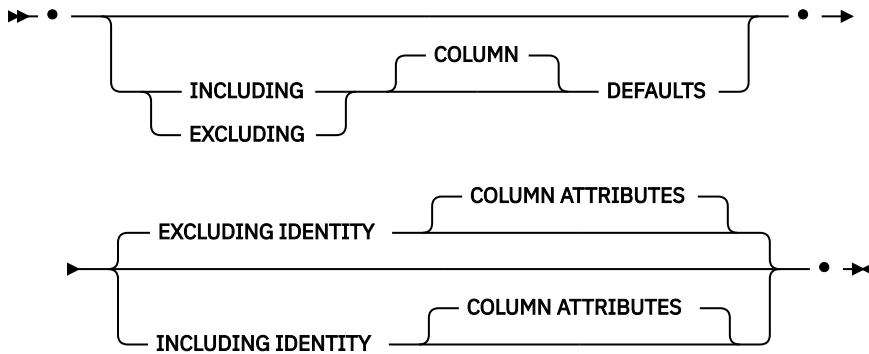 COLUMN
INCLUDING
DEFAULTS
EXCLUDING
COLUMN ATTRIBUTES
EXCLUDING IDENTITY
COLUMN ATTRIBUTES
INCLUDING IDENTITY